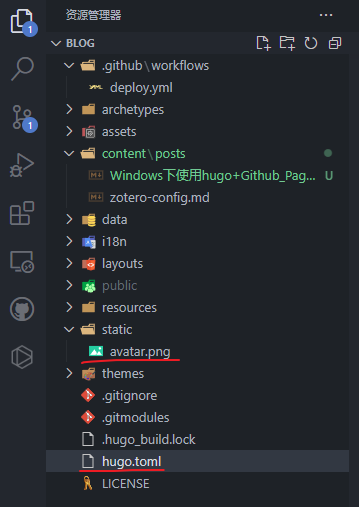 资源管理器 ···
BLOG
.github\workflows
deploy.yml
archetypes
assets
content\posts
Windows下使用hugo+Github_Pag... U
zotero-config.md
data
i18n
layouts
public
resources
static
avatar.png
themes
.gitignore
.gitmodules
.hugo_build.lock
hugo.toml
LICENSE
1
1